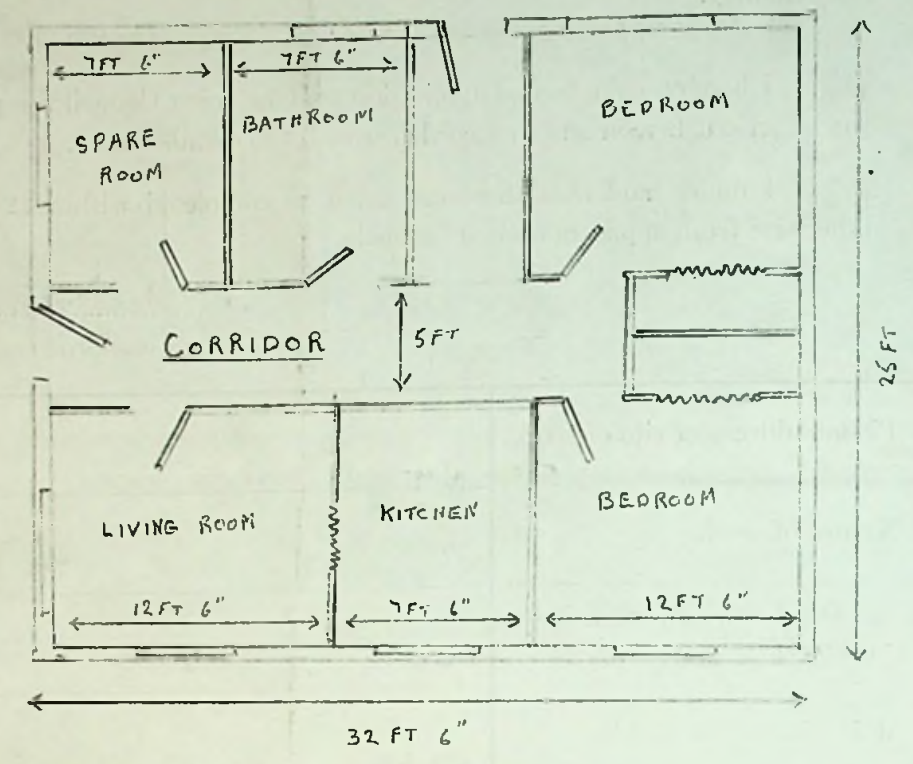 7FT 6"
7FT 6"
SPARE
ROOM
BATHROOM
BEDROOM
CORRIDOR
5FT
25 FT
LIVING ROOM
KITCHEN
BEDROOM
12FT 6"
7FT 6"
12FT 6"
32 FT 6"